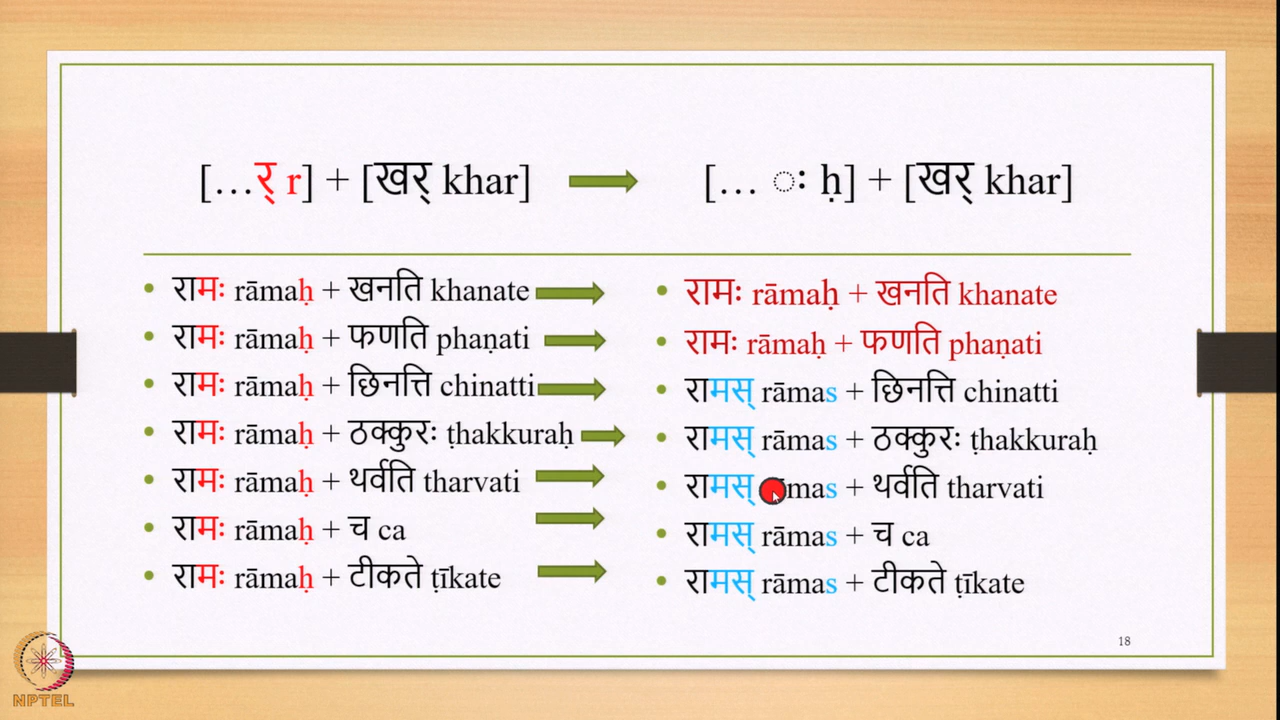 […र् r] + [खर् khar] [… ः ḥ] + [खर् khar]
• रामः rāmaḥ + खनति khanate • रामः rāmaḥ + खनति khanate
• रामः rāmaḥ + फणति phaṇati • रामः rāmaḥ + फणति phaṇati
• रामः rāmaḥ + छिनत्ति chinatti • रामस् rāmas + छिनत्ति chinatti
• रामः rāmaḥ + ठक्कुरः ṭhakkuraḥ • रामस् rāmas + ठक्कुरः ṭhakkuraḥ
• रामः rāmaḥ + थर्वति tharvati • रामस् rāmas + थर्वति tharvati
• रामः rāmaḥ + च ca • रामस् rāmas + च ca
• रामः rāmaḥ + टीकते ṭīkate • रामस् rāmas + टीकते ṭīkate
18
NPTEL